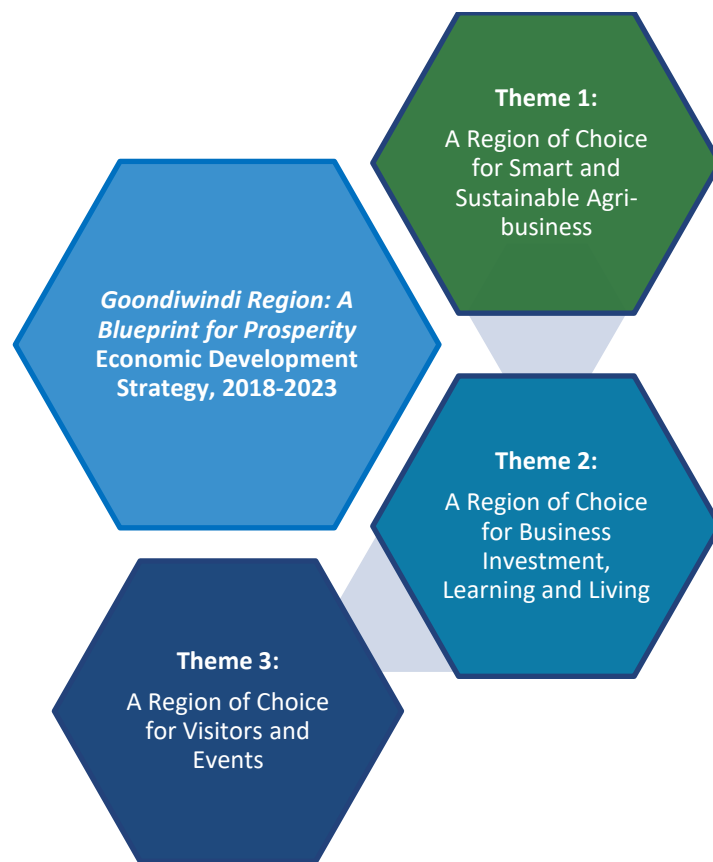 Goondiwindi Region: A
Blueprint for Prosperity
Economic Development
Strategy, 2018-2023
Theme 1:
A Region of Choice
for Smart and
Sustainable Agri-
business
Theme 2:
A Region of Choice
for Business
Investment,
Learning and Living
Theme 3:
A Region of Choice
for Visitors and
Events